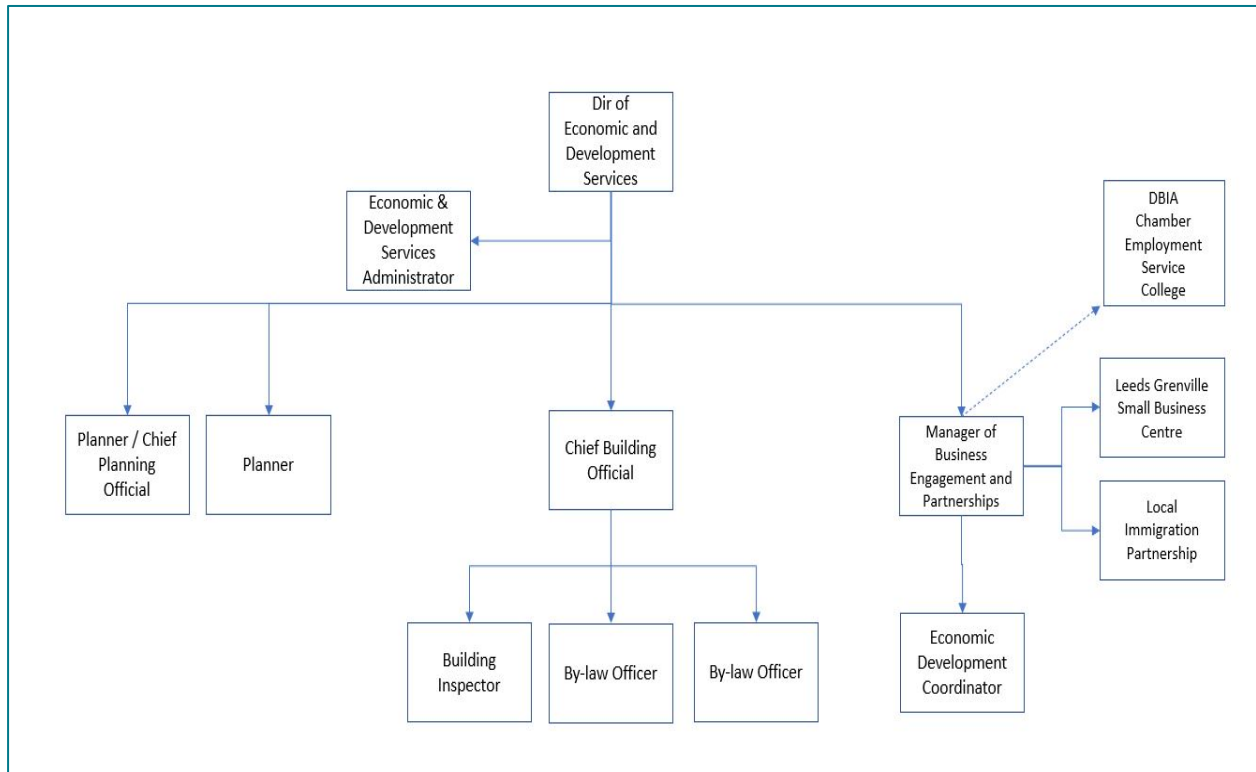 Dir of
Economic and
Development
Services
Economic &
Development
Services
Administrator
DBIA
Chamber
Employment
Service
College
Planner / Chief
Planning
Official
Planner
Chief Building
Official
Manager of
Business
Engagement and
Partnerships
Leeds Grenville
Small Business
Centre
Local
Immigration
Partnership
Building
Inspector
By-law Officer
By-law Officer
Economic
Development
Coordinator